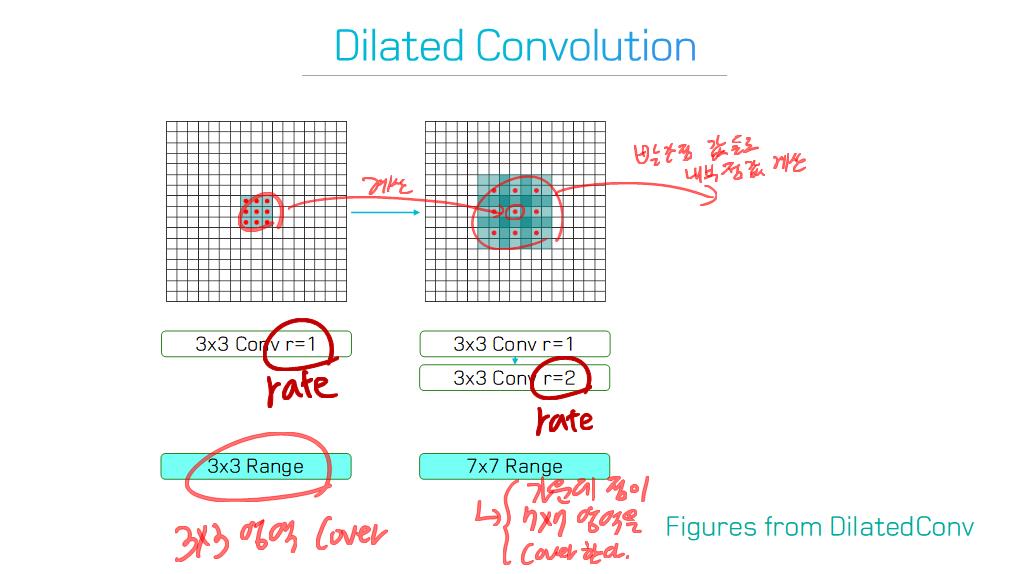 Dilated Convolution
계산
빨간점 값들로
내부 점 값 계산
3x3 Conv r=1
rate
3x3 Conv r=1
3x3 Conv r=2
rate
3x3 Range
3x3 영역 Cover
7x7 Range
가운데 점이
7x7 영역을
Cover 한다.
Figures from DilatedConv